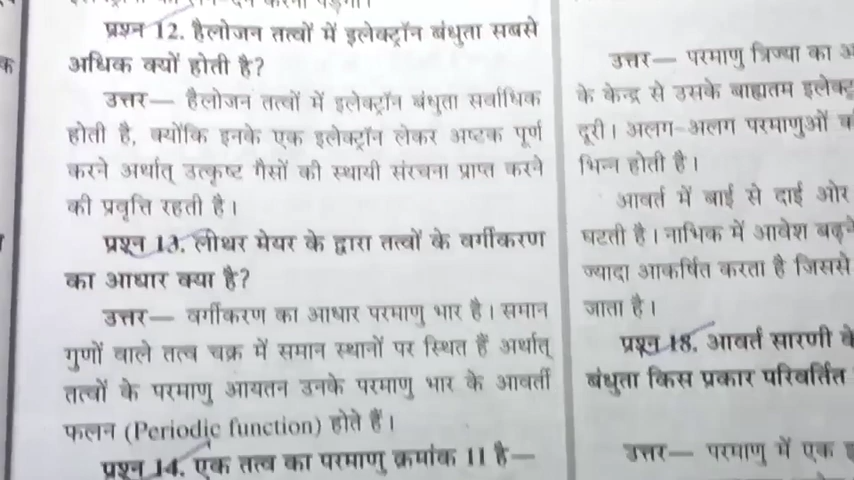 प्रश्न 12. हैलोजन तत्वों में इलेक्ट्रॉन बंधुता सबसे
अधिक क्यों होती है?
उत्तर— हैलोजन तत्वों में इलेक्ट्रॉन बंधुता सर्वाधिक
होती है, क्योंकि इनके एक इलेक्ट्रॉन लेकर अष्टक पूर्ण
करने अर्थात् उत्कृष्ट गैसों की स्थायी संरचना प्राप्त करने
की प्रवृत्ति रहती है।
प्रश्न 13. लोथर मेयर के द्वारा तत्वों के वर्गीकरण
का आधार क्या है?
उत्तर— वर्गीकरण का आधार परमाणु भार है। समान
गुणों वाले तत्व चक्र में समान स्थानों पर स्थित हैं अर्थात्
तत्वों के परमाणु आयतन उनके परमाणु भार के आवर्ती
फलन (Periodic function) होते हैं।
प्रश्न 14. एक तत्व का परमाणु क्रमांक 11 है—
उत्तर— परमाणु त्रिज्या का
के केन्द्र से उसके बाह्यतम
दूरी। अलग-अलग परमाणुओं
भिन्न होती है।
आवर्त में बाई से दाई ओर
घटती है। नाभिक में आवेश
ज्यादा आकर्षित करता है जिससे
जाता है।
प्रश्न 18. आवर्त सारणी
बंधुता किस प्रकार परिवर्तित
उत्तर— परमाणु में एक